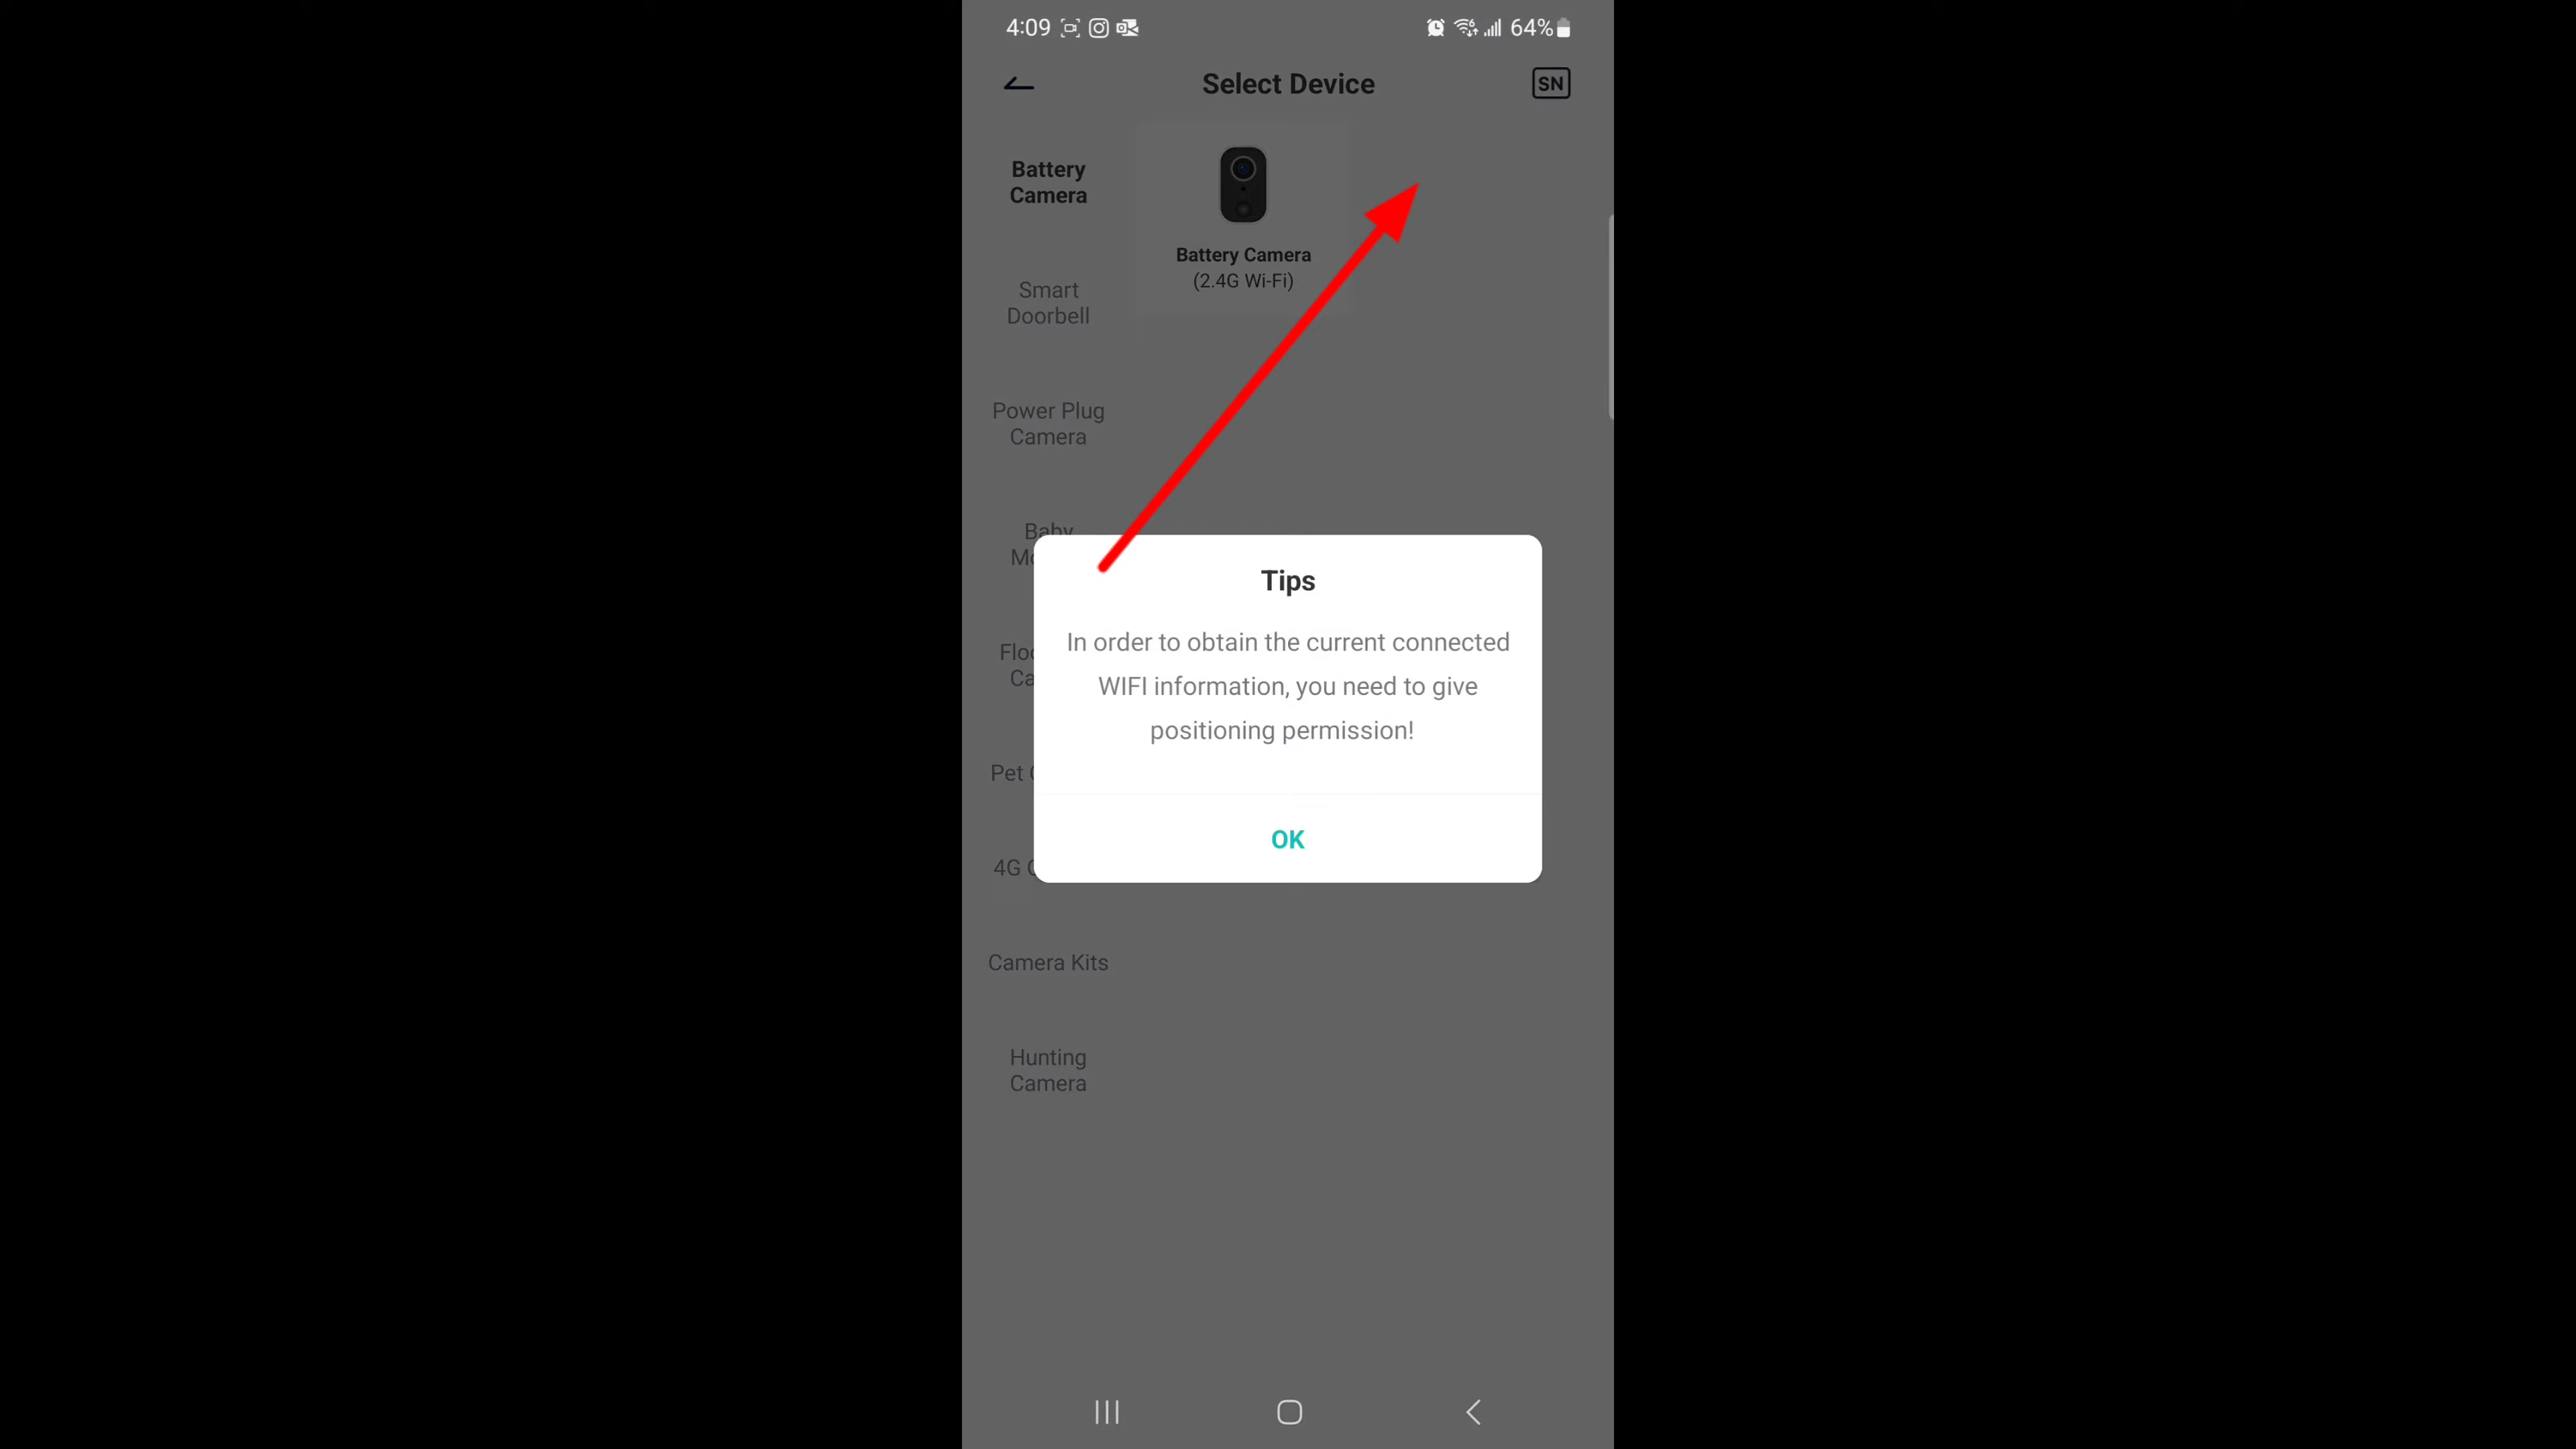 4:09
64%
Select Device
SN
Battery
Camera
Battery Camera
(2.4G Wi-Fi)
Smart
Doorbell
Power Plug
Camera
Baby
Tips
In order to obtain the current connected
WIFI information, you need to give
positioning permission!
OK
Pet
4G
Camera Kits
Hunting
Camera